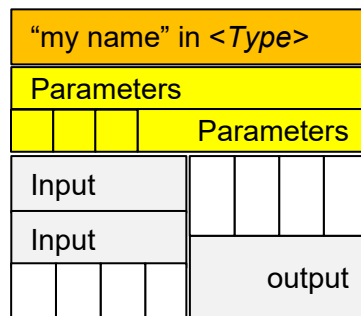 “my name” in <Type>
Parameters
Parameters
Input
Input
output